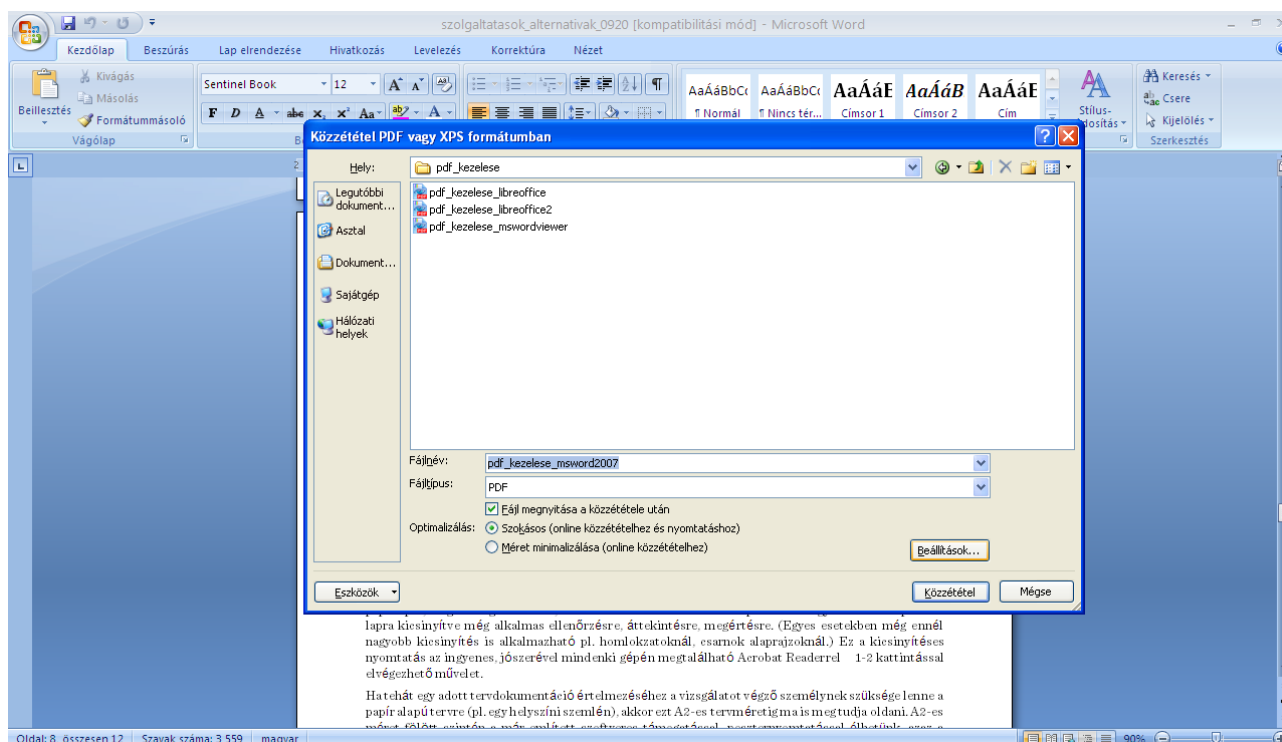 szolgaltatasok_alternativak_0920 [kompatibilitási mód] - Microsoft Word
Kezdőlap Beszúrás Lap elrendezése Hivatkozás Levelezés Korrektúra Nézet
Beillesztés
Kivágás
Másolás
Formátummásoló
Vágólap
Sentinel Book 12
AaÁáBbCc AaÁáBbCc AaÁáE AaÁáB AaÁáE
¶ Normál ¶ Nincs tér... Címsor 1 Címsor 2 Cím
Stílus-
Keresés
Csere
Kijelölés
Szerkesztés
Közzététel PDF vagy XPS formátumban
Hely: pdf_kezelese
Legutóbbi dokument...
Asztal
Dokument...
Sajátgép
Hálózati helyek
pdf_kezelese_libreoffice
pdf_kezelese_libreoffice2
pdf_kezelese_mswordviewer
Fájlnév: pdf_kezelese_msword2007
Fájltípus: PDF
Fájl megnyitása a közzététele után
Optimalizálás: Szokásos (online közzétételhez és nyomtatáshoz)
Méret minimalizálása (online közzétételhez)
Beállítások...
Eszközök Közzététel Mégse
lapra kicsinyítve még alkalmas ellenőrzésre, áttekintésre, megértésre. (Egyes esetekben még ennél
nagyobb kicsinyítés is alkalmazható pl. homlokzatoknál, csarnok alaprajzoknál.) Ez a kicsinyítéses
nyomtatás az ingyenes, jószerével mindenki gépén megtalálható Acrobat Readerrel 1-2 kattintással
elvégezhető művelet.
Ha tehát egy adott tervdokumentáció értelmezéséhez a vizsgálatot végző személynek szüksége lenne a
papír alapú tervre (pl. egy helyszíni szemlén), akkor ezt A2-es tervméretig ma is meg tudja oldani. A2-es
Oldal: 8, összesen 12 Szavak száma: 3 559 magyar 90%